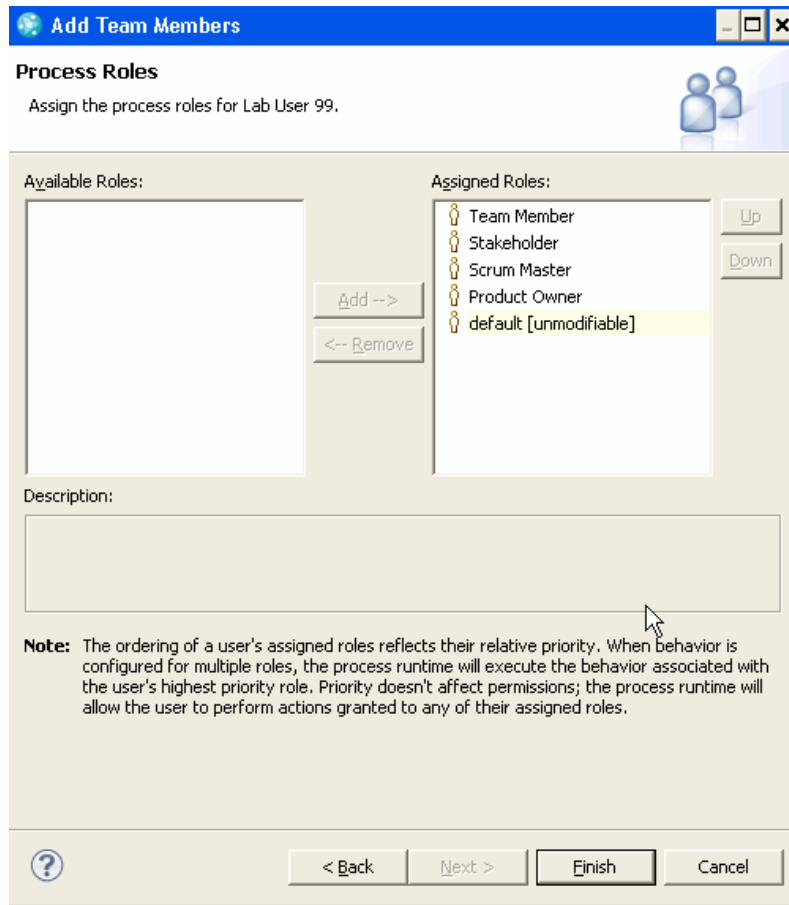 Add Team Members
Process Roles
Assign the process roles for Lab User 99.
Available Roles:
Assigned Roles:
Team Member
Stakeholder
Scrum Master
Product Owner
default [unmodifiable]
Up
Down
Add -->
<-- Remove
Description:
Note: The ordering of a user's assigned roles reflects their relative priority. When behavior is
configured for multiple roles, the process runtime will execute the behavior associated with
the user's highest priority role. Priority doesn't affect permissions; the process runtime will
allow the user to perform actions granted to any of their assigned roles.
< Back
Next >
Finish
Cancel